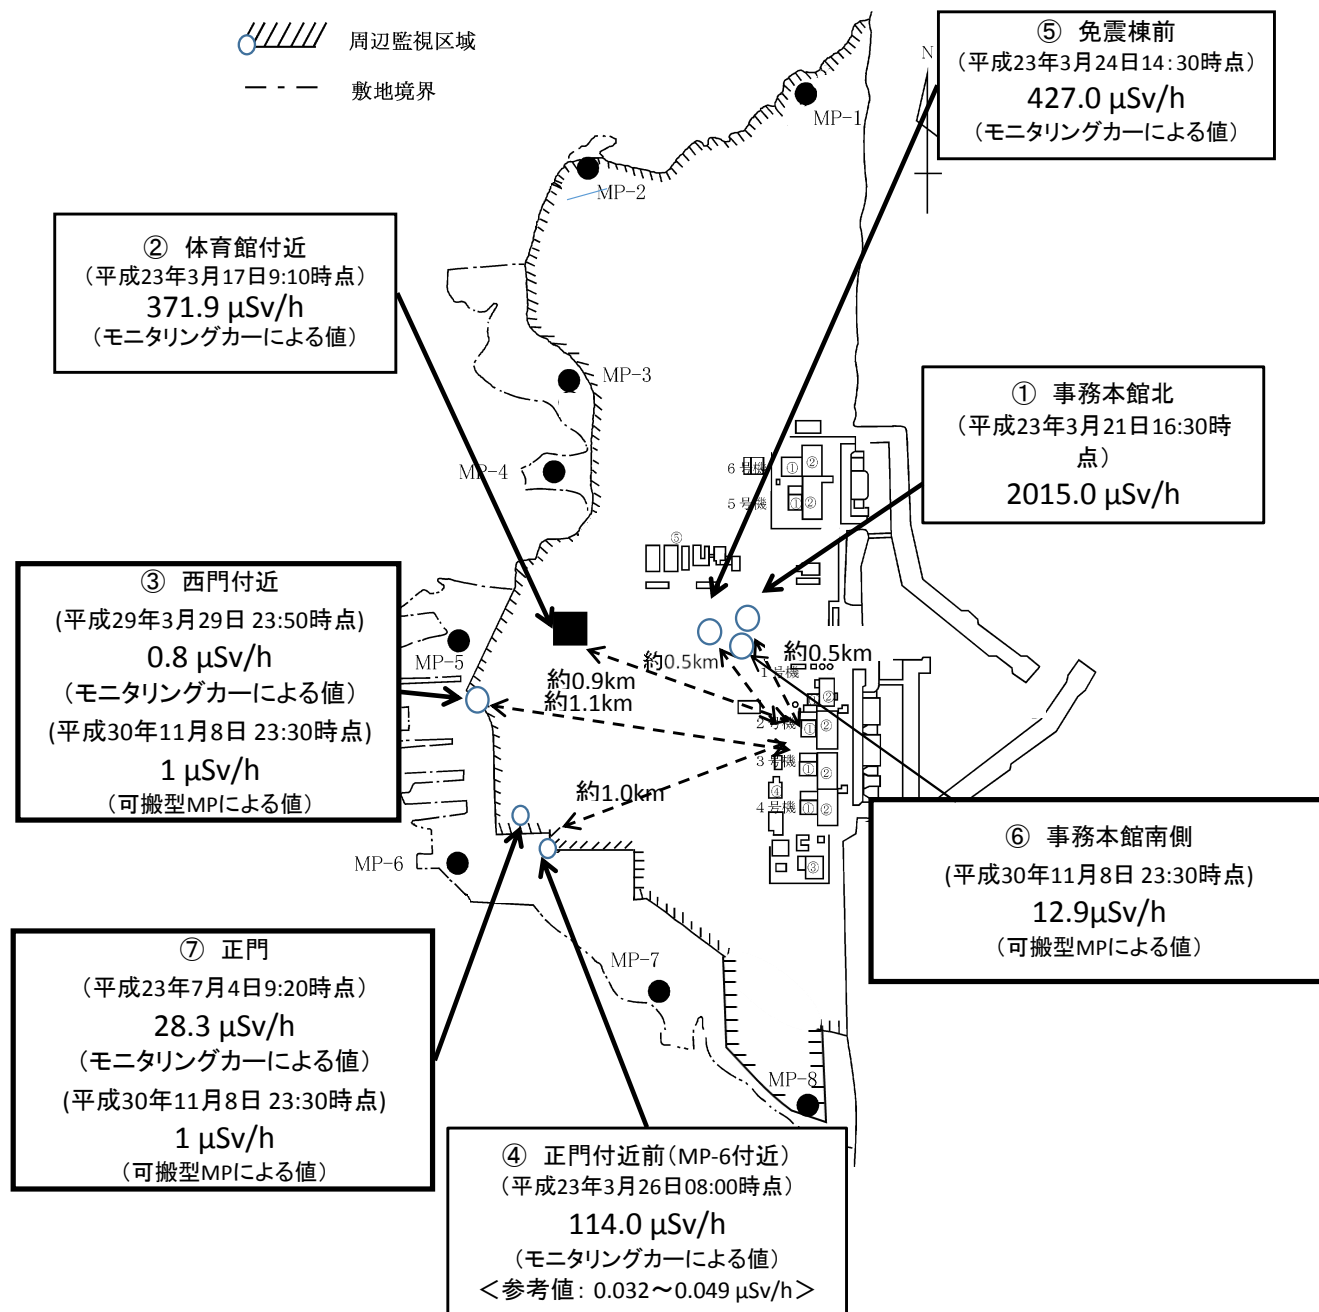 周辺監視区域
敷地境界
⑤ 免震棟前
(平成23年3月24日14:30時点)
427.0 μSv/h
(モニタリングカーによる値)
N
MP-1
MP-2
② 体育館付近
(平成23年3月17日9:10時点)
371.9 μSv/h
(モニタリングカーによる値)
MP-3
① 事務本館北
(平成23年3月21日16:30時
点)
2015.0 μSv/h
MP-4
6号機
①
②
5号機
①
②
⑤
③ 西門付近
(平成29年3月29日 23:50時点)
0.8 μSv/h
(モニタリングカーによる値)
(平成30年11月8日 23:30時点)
1 μSv/h
(可搬型MPによる値)
MP-5
約0.5km
約0.5km
約0.9km
約1.1km
1号機
②
2号機
①
②
3号機
①
②
約1.0km
④
4号機
①
②
③
MP-6
⑥ 事務本館南側
(平成30年11月8日 23:30時点)
12.9μSv/h
(可搬型MPによる値)
⑦ 正門
(平成23年7月4日9:20時点)
28.3 μSv/h
(モニタリングカーによる値)
(平成30年11月8日 23:30時点)
1 μSv/h
(可搬型MPによる値)
MP-7
MP-8
④ 正門付近前(MP-6付近)
(平成23年3月26日08:00時点)
114.0 μSv/h
(モニタリングカーによる値)
<参考値: 0.032～0.049 μSv/h>